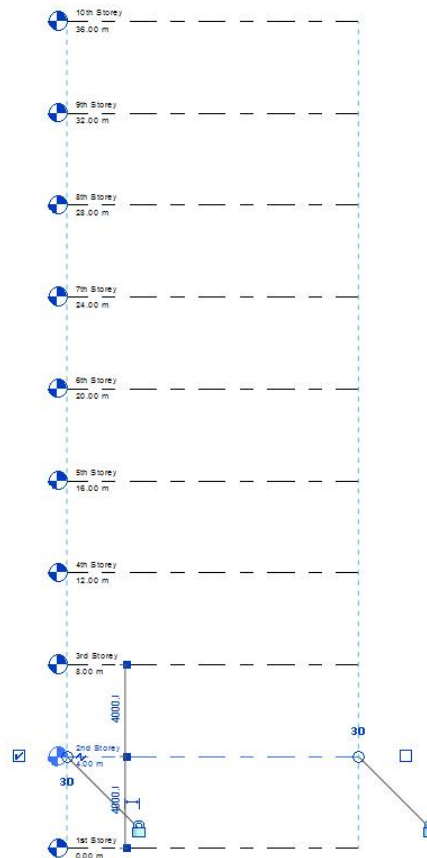 10th Storey
36.00 m
9th Storey
32.00 m
8th Storey
28.00 m
7th Storey
24.00 m
6th Storey
20.00 m
5th Storey
16.00 m
4th Storey
12.00 m
3rd Storey
8.00 m
4000.
3D
2nd Storey
4.00 m
3D
4000.
1st Storey
0.00 m